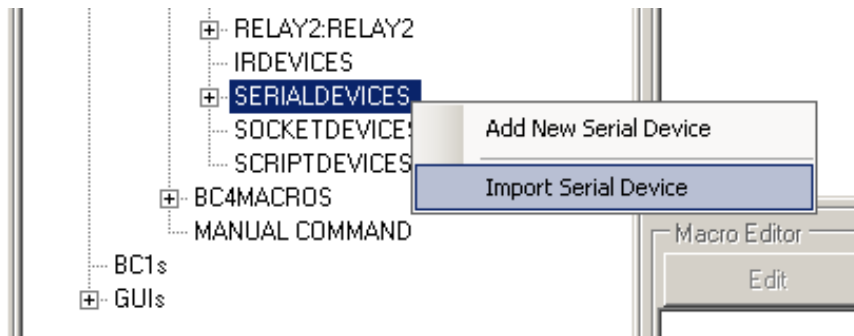 RELAY2:RELAY2
IRDEVICES
SERIALDEVICES
Add New Serial Device
SOCKETDEVICES
SCRIPTDEVICES
Import Serial Device
BC4MACROS
MANUAL COMMAND
Macro Editor
BC1s
Edit
GUIs